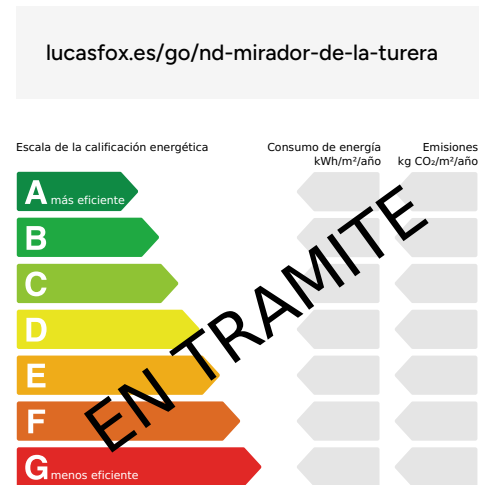 lucasfox.es/go/nd-mirador-de-la-turera
Escala de la calificación energética
Consumo de energía
kWh/m²/año
Emisiones
kg CO₂/m²/año
A más eficiente
B
C
D
E
F
G menos eficiente
EN TRAMITE